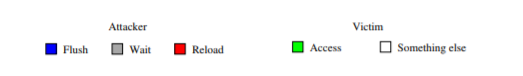 Attacker Victim
Flush Wait Reload Access Something else